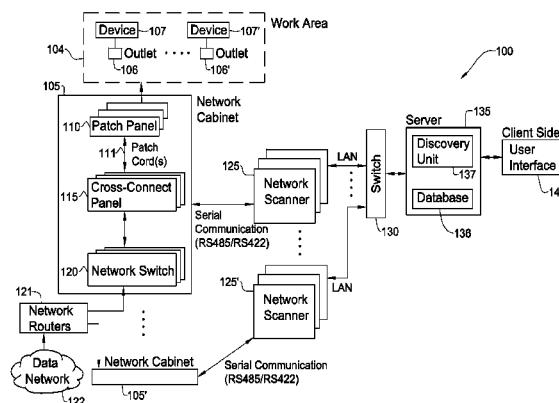 Work Area
Device 107 Device 107'
104
Outlet Outlet
106 106'
100
105
Network
Cabinet
110 Patch Panel
111 Patch
Cord(s)
115 Cross-Connect
Panel
120 Network Switch
121
Network
Routers
Data
Network
122
Network Cabinet
105'
Serial
Communication
(RS485/RS422)
125
Network
Scanner
LAN
125'
Network
Scanner
LAN
Serial Communication
(RS485/RS422)
Switch
130
Server 135
Discovery
Unit
137
Database
136
Client Side
User
Interface
14